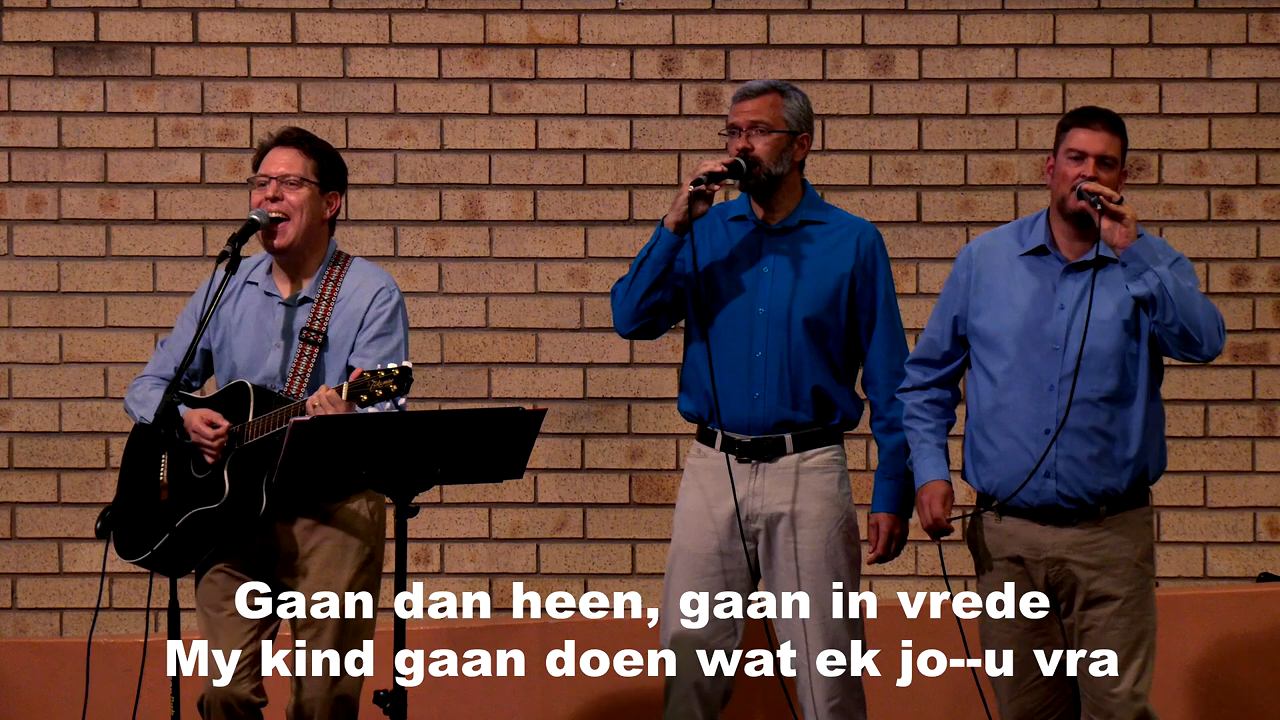 Gaan dan heen, gaan in vrede
My kind gaan doen wat ek jo--u vra